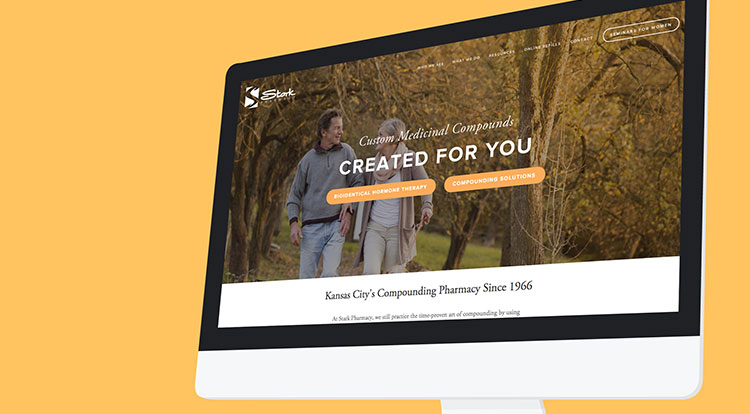 WHO WE ARE WHAT WE DO RESOURCES ONLINE REFILLS CONTACT SEMINARS FOR WOMEN
Stark
PHARMACY
Custom Medicinal Compounds
CREATED FOR YOU
BIOIDENTICAL HORMONE THERAPY COMPOUNDING SOLUTIONS
Kansas City's Compounding Pharmacy Since 1966
At Stark Pharmacy, we still practice the time-proven art of compounding by using